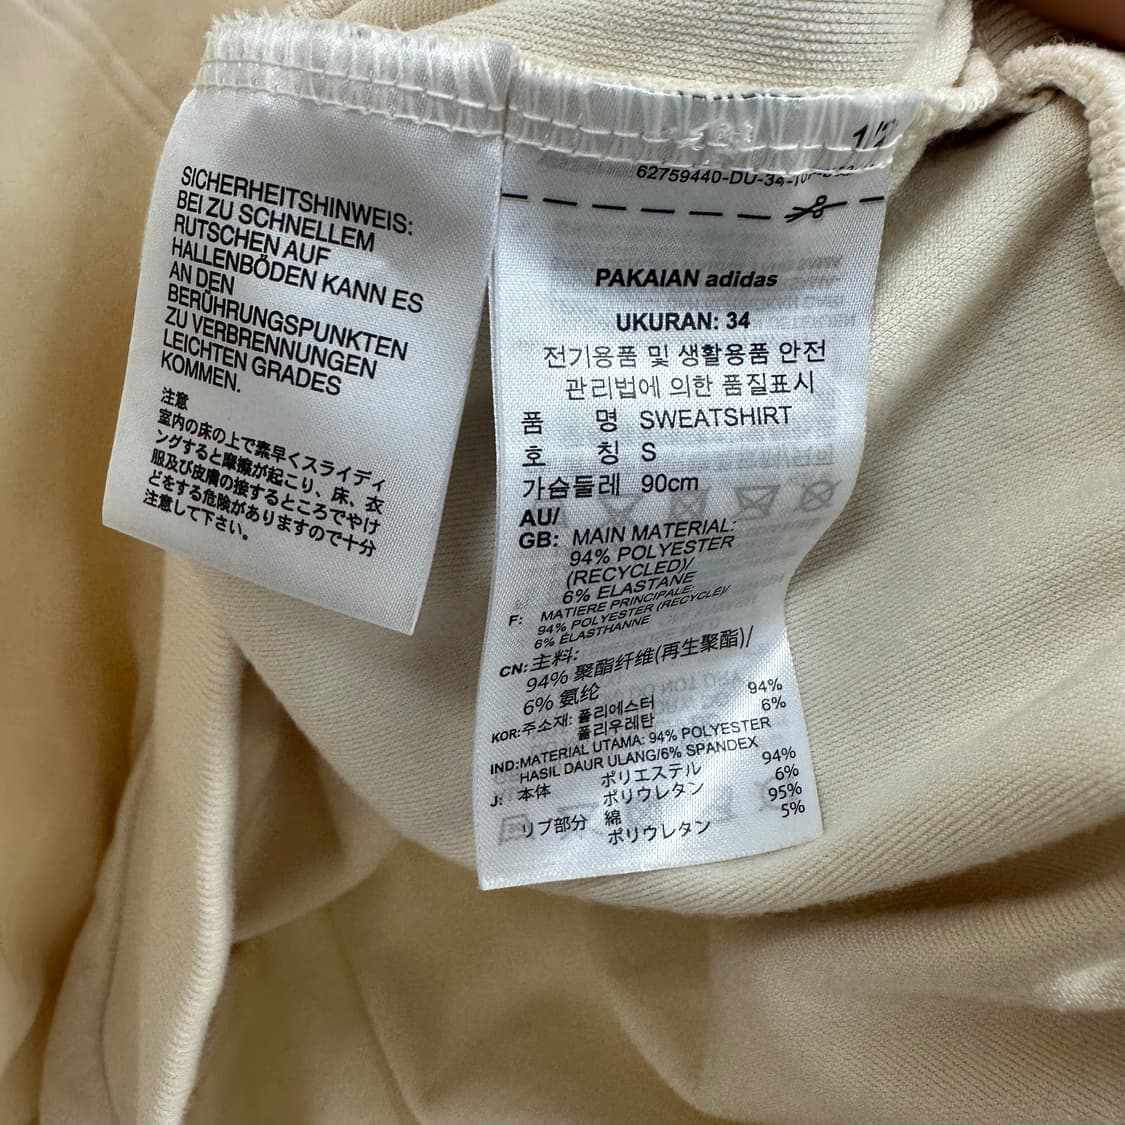 SICHERHEITSHINWEIS:
BEI ZU SCHNELLEM
RUTSCHEN AUF
HALLENBÖDEN KANN ES
AN DEN
BERÜHRUNGSPUNKTEN
ZU VERBRENNUNGEN
LEICHTEN GRADES
KOMMEN.
注意
室内の床の上で素早くスライディ
ングすると摩擦が起こり、床、衣
服及び皮膚の接するところでやけ
どをする危険がありますので十分
注意して下さい。
62759440-DU-34-
PAKAIAN adidas
UKURAN: 34
전기용품 및 생활용품 안전
관리법에 의한 품질표시
품 명 SWEATSHIRT
호 칭 S
가슴둘레 90cm
AU/
GB: MAIN MATERIAL:
94% POLYESTER
(RECYCLED)/
6% ELASTANE
F: MATIERE PRINCIPALE:
94% POLYESTER (RECYCLÉ)/
6% ÉLASTHANNE
CN: 主料:
94% 聚酯纤维(再生聚酯)/
6% 氨纶
KOR: 주소재: 폴리에스터 94%
폴리우레탄 6%
IND: MATERIAL UTAMA: 94% POLYESTER
HASIL DAUR ULANG/6% SPANDEX
J: 本体 ポリエステル 94%
ポリウレタン 6%
リブ部分 綿 95%
ポリウレタン 5%